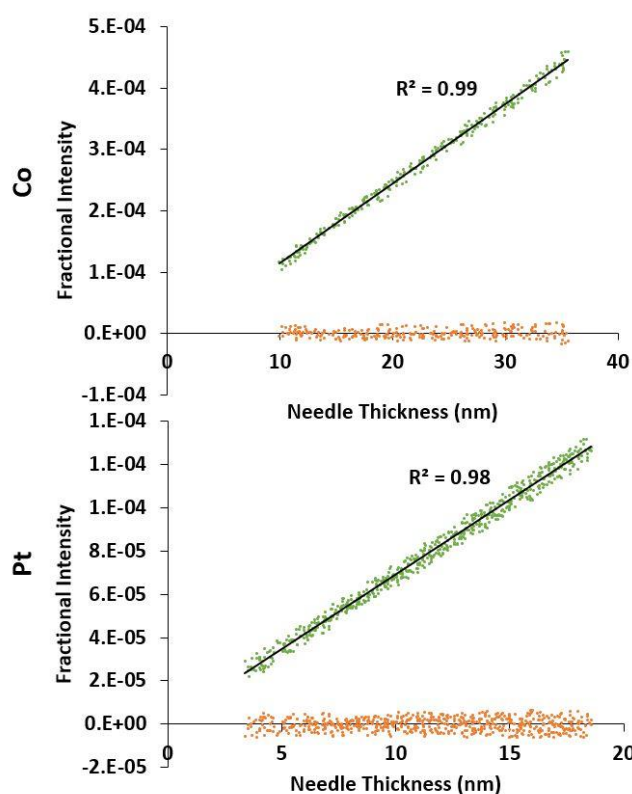 5.E-04
4.E-04
R² = 0.99
3.E-04
Co
Fractional Intensity
2.E-04
1.E-04
0.E+00
0 10 20 30 40
-1.E-04
Needle Thickness (nm)
1.E-04
1.E-04
R² = 0.98
1.E-04
Pt
Fractional Intensity
8.E-05
6.E-05
4.E-05
2.E-05
0.E+00
0 5 10 15 20
-2.E-05
Needle Thickness (nm)